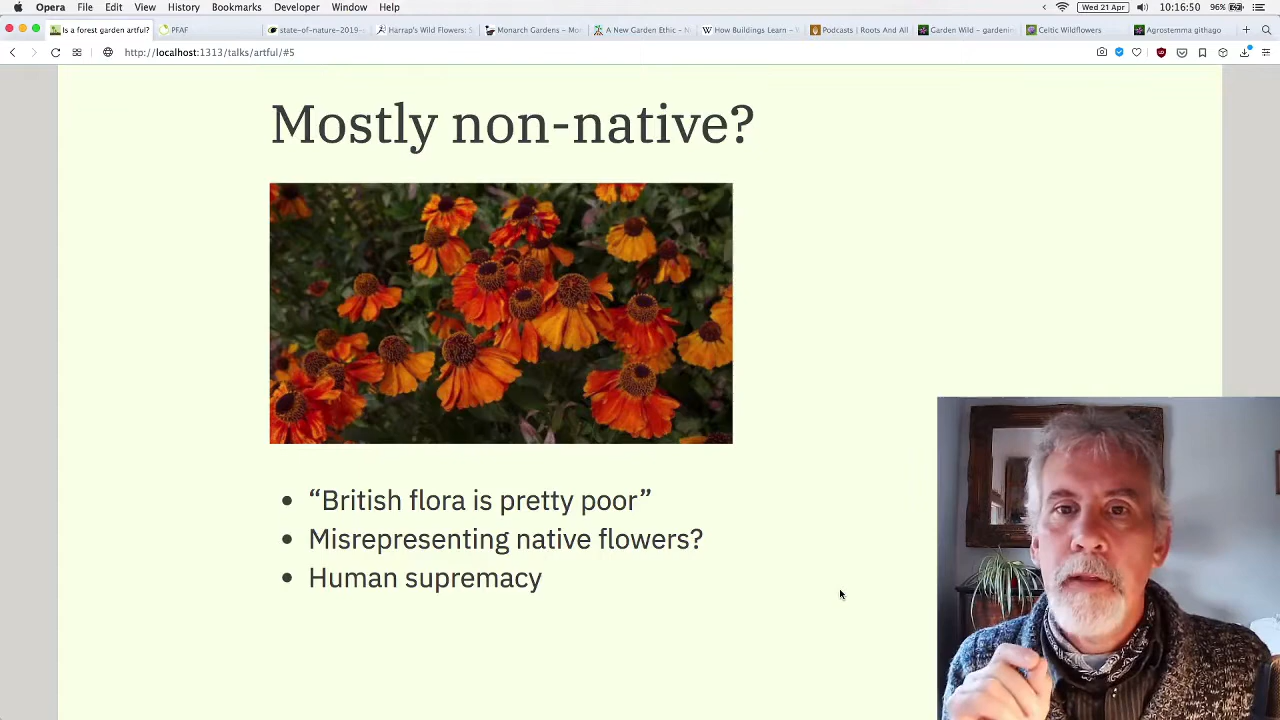 Opera File Edit View History Bookmarks Developer Window Help Wed 21 Apr 10:16:50 96%
Is a forest garden artful? PFAF state-of-nature-2019- Harrap's Wildflowers: S Monarch Gardens – Mo A New Garden Ethic – N How Buildings Learn – V Podcasts | Roots And All Garden Wild – gardenin Celtic Wildflowers Agrostemma githago
http://localhost:1313/talks/artful/#5
Mostly non-native?
• “British flora is pretty poor”
• Misrepresenting native flowers?
• Human supremacy